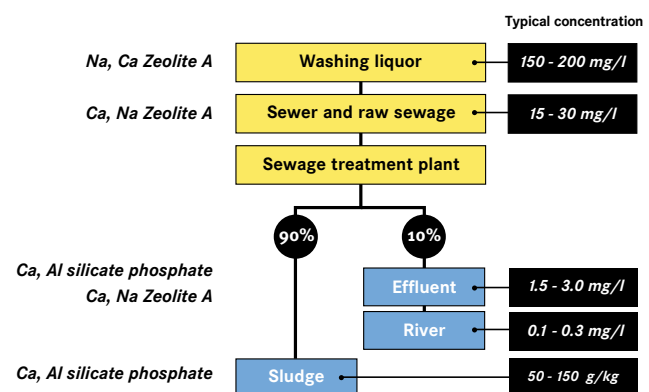 Typical concentration
Na, Ca Zeolite A
Washing liquor
150 - 200 mg/l
Ca, Na Zeolite A
Sewer and raw sewage
15 - 30 mg/l
Sewage treatment plant
90%
10%
Ca, Al silicate phosphate
Ca, Na Zeolite A
Effluent
1.5 - 3.0 mg/l
River
0.1 - 0.3 mg/l
Ca, Al silicate phosphate
Sludge
50 - 150 g/kg